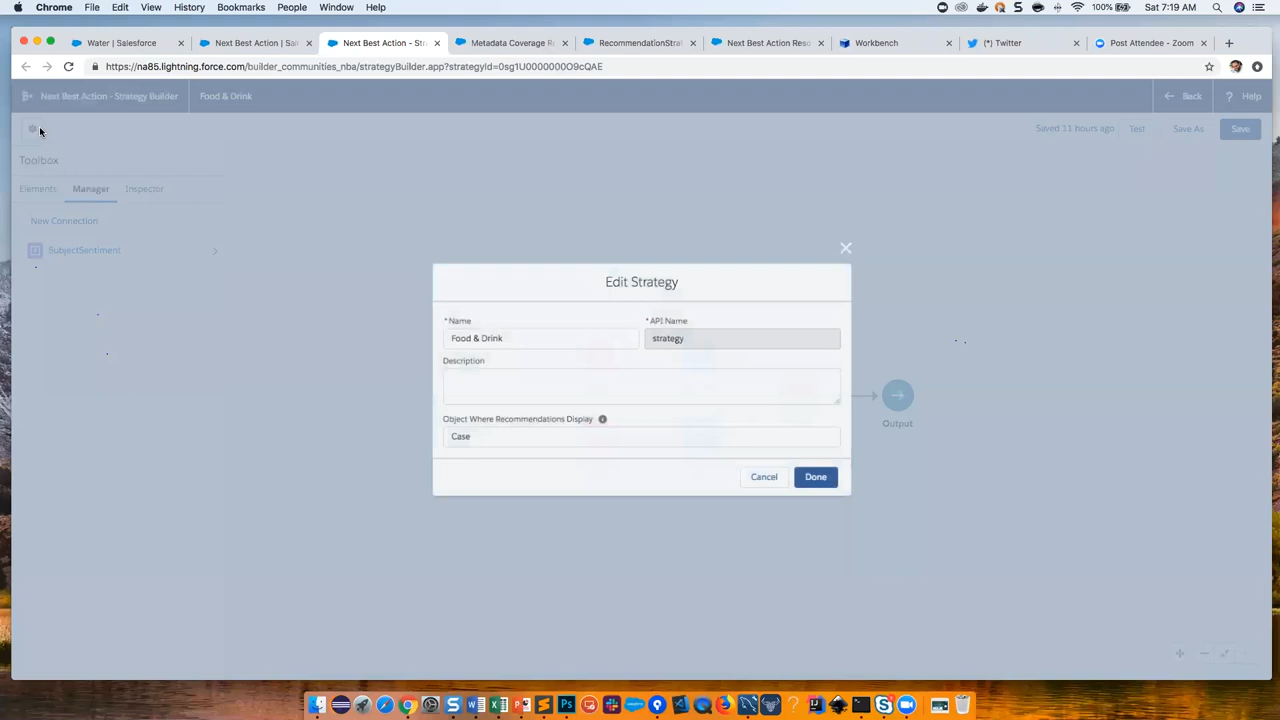 Chrome File Edit View History Bookmarks People Window Help 100% Sat 7:19 AM
Water | Salesforce
Next Best Action | Sal
Next Best Action - Str
Metadata Coverage R
RecommendationStrat
Next Best Action Reso
Workbench
(*) Twitter
Post Attendee - Zoom
https://na85.lightning.force.com/builder_communities_nba/strategyBuilder.app?strategyId=0sg1U0000000O9cQAE
Next Best Action - Strategy Builder Food & Drink Back Help
Saved 11 hours ago Test Save As Save
Toolbox
Elements Manager Inspector
New Connection
SubjectSentiment
Edit Strategy
* Name * API Name
Food & Drink strategy
Description
Object Where Recommendations Display
Case
Cancel Done
Output